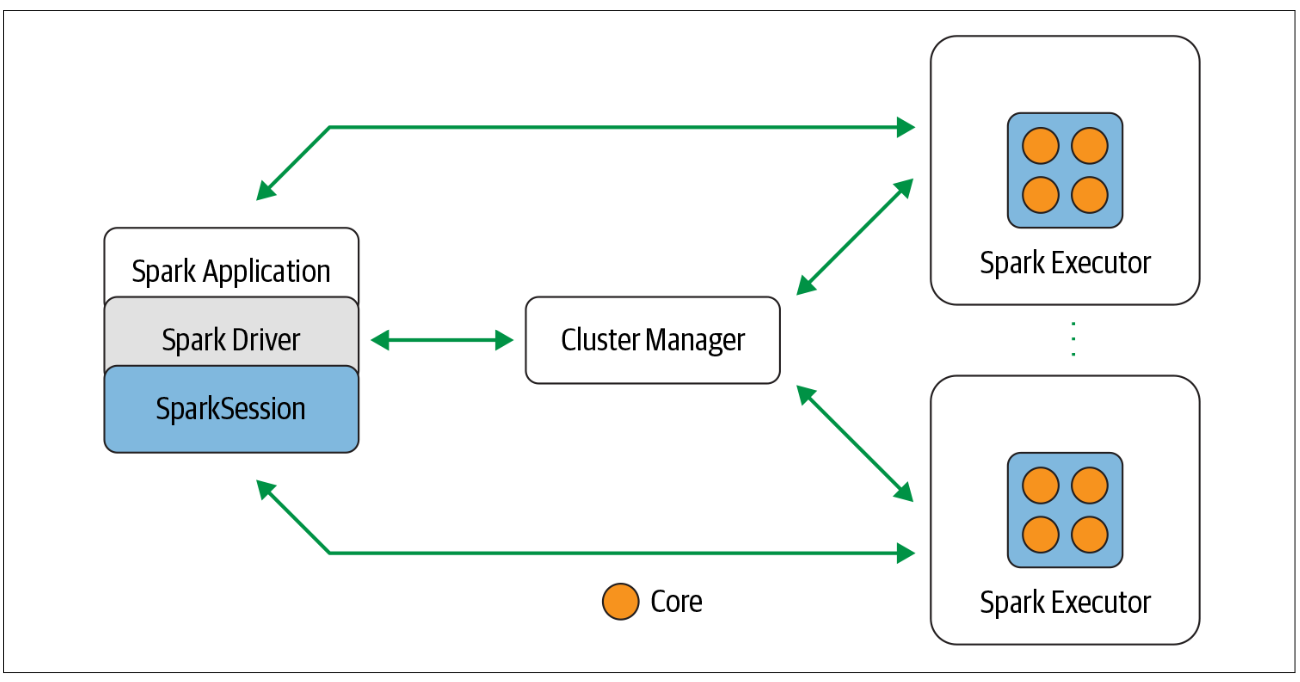 Spark Application
Spark Driver
SparkSession
Cluster Manager
Spark Executor
Spark Executor
Core